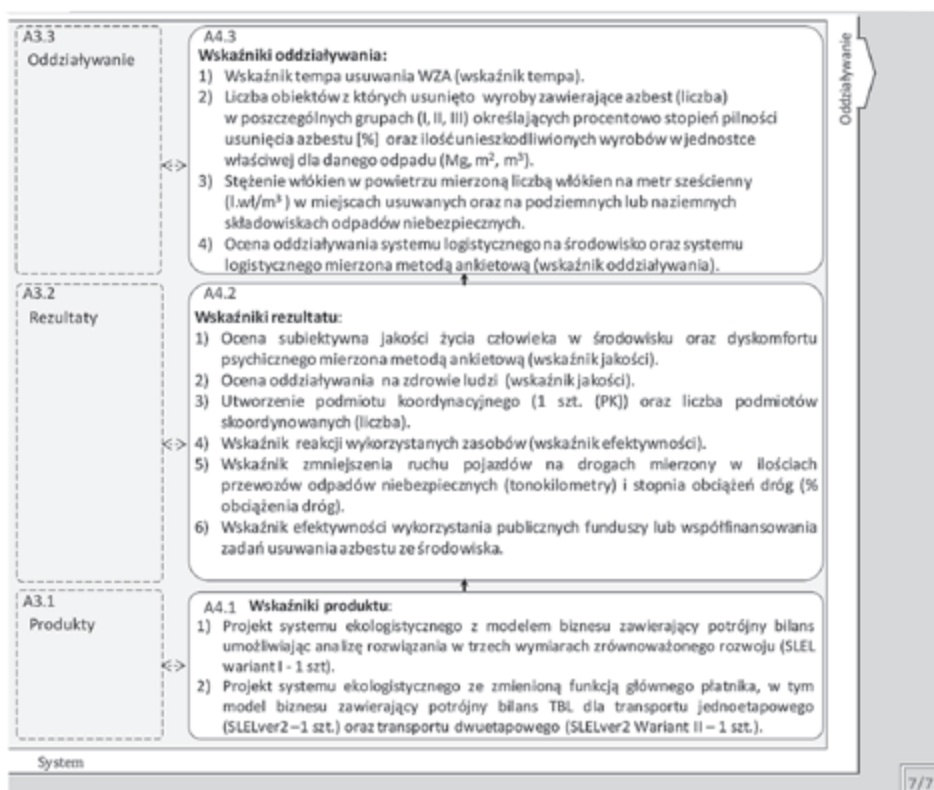 A3.3
Oddziaływanie
A4.3
Wskaźniki oddziaływania:
1) Wskaźnik tempa usuwania WZA (wskaźnik tempa).
2) Liczba obiektów z których usunięto wyroby zawierające azbest (liczba)
w poszczególnych grupach (I, II, III) określających procentowo stopień pilności
usunięcia azbestu [%] oraz ilość unieszkodliwionych wyrobów w jednostce
właściwej dla danego odpadu (Mg, m², m³).
3) Stężenie włókien w powietrzu mierzoną liczbą włókien na metr sześcienny
(l.wł/m³ ) w miejscach usuwanych oraz na podziemnych lub naziemnych
składowiskach odpadów niebezpiecznych.
4) Ocena oddziaływania systemu logistycznego na środowisko oraz systemu
logistycznego mierzona metodą ankietową (wskaźnik oddziaływania).
Oddziaływanie
A3.2
Rezultaty
A4.2
Wskaźniki rezultatu:
1) Ocena subiektywna jakości życia człowieka w środowisku oraz dyskomfortu
psychicznego mierzona metodą ankietową (wskaźnik jakości).
2) Ocena oddziaływania na zdrowie ludzi (wskaźnik jakości).
3) Utworzenie podmiotu koordynacyjnego (1 szt. (PK)) oraz liczba podmiotów
skoordynowanych (liczba).
4) Wskaźnik reakcji wykorzystanych zasobów (wskaźnik efektywności).
5) Wskaźnik zmniejszenia ruchu pojazdów na drogach mierzony w ilościach
przewozów odpadów niebezpiecznych (tonokilometry) i stopnia obciążeń dróg (%
obciążenia dróg).
6) Wskaźnik efektywności wykorzystania publicznych funduszy lub współfinansowania
zadań usuwania azbestu ze środowiska.
A3.1
Produkty
A4.1 Wskaźniki produktu:
1) Projekt systemu ekologistycznego z modelem biznesu zawierający potrójny bilans
umożliwiając analizę rozwiązania w trzech wymiarach zrównoważonego rozwoju (SLEL
wariant I - 1 szt).
2) Projekt systemu ekologistycznego ze zmienioną funkcją głównego płatnika, w tym
model biznesu zawierający potrójny bilans TBL dla transportu jednoetapowego
(SLELver2–1 szt.) oraz transportu dwuetapowego (SLELver2 Wariant II – 1 szt.).
System
7/7